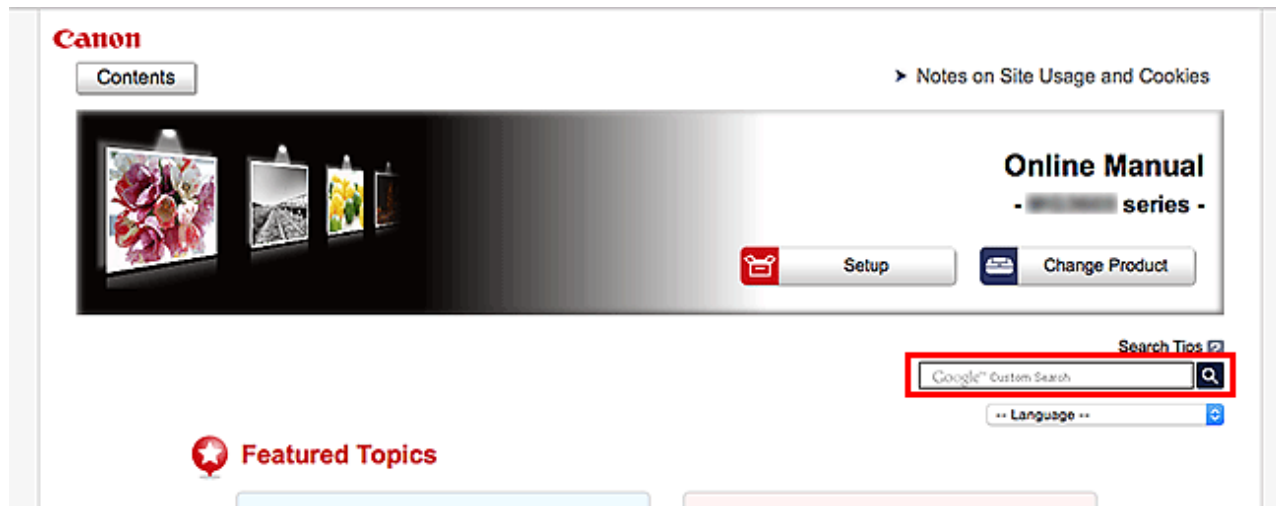 Canon
Contents
Notes on Site Usage and Cookies
Online Manual
- series -
Setup
Change Product
Search Tips
Google™ Custom Search
-- Language --
Featured Topics